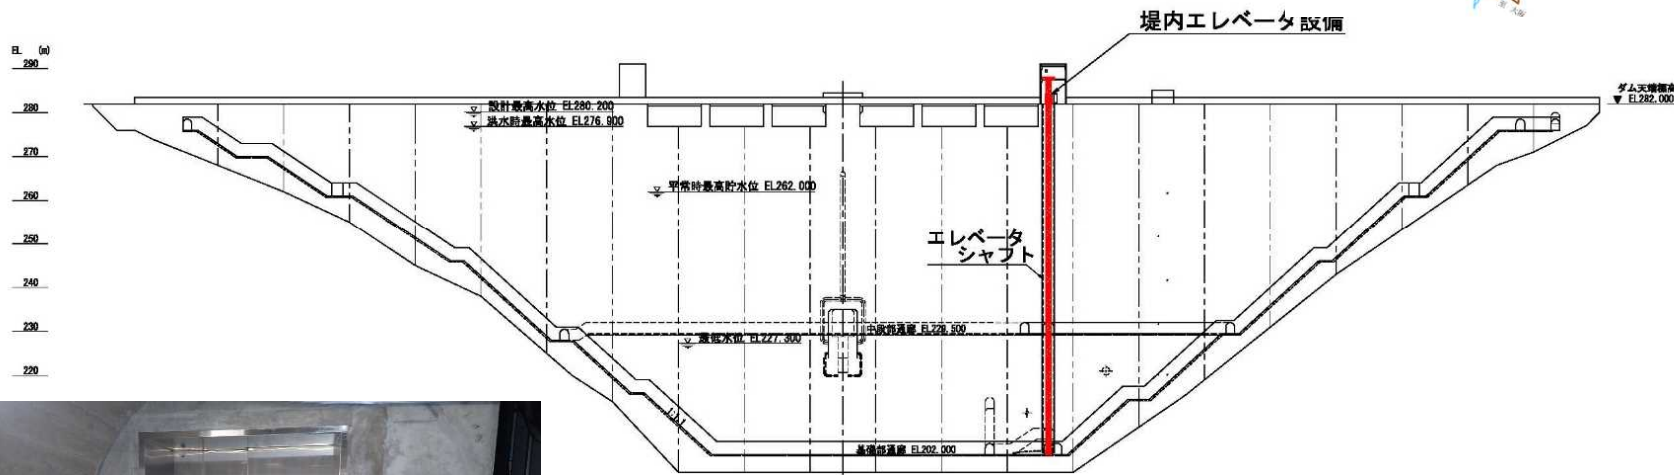 至 大阪
堤内エレベータ設備
EL (m)
290
280
270
260
250
240
230
220
設計最高水位 EL280.200
洪水時最高水位 EL276.900
平常時最高貯水位 EL262.000
ダム天端標高
EL282.000
エレベータ
シャフト
中段部通廊 EL229.500
最低水位 EL227.300
基礎部通廊 EL202.000